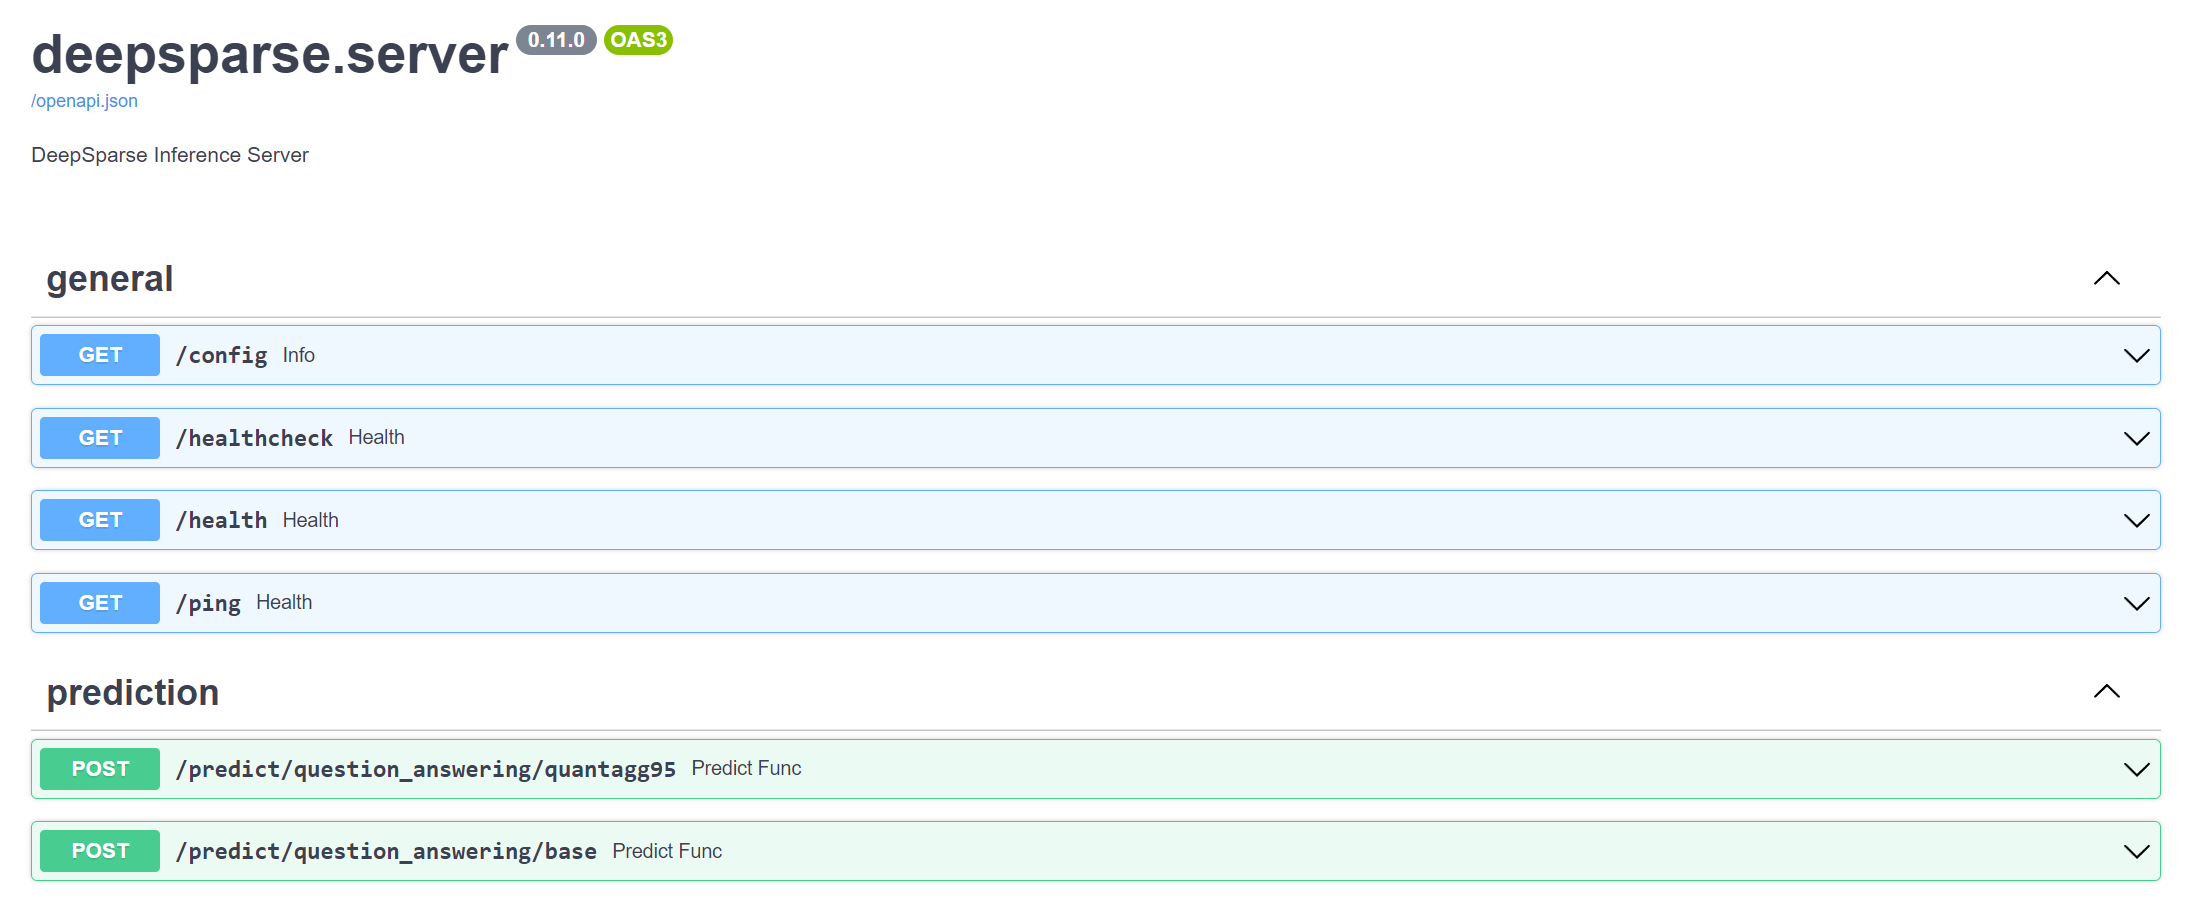 deepsparse.server 0.11.0 OAS3
/openapi.json
DeepSparse Inference Server
general
GET /config Info
GET /healthcheck Health
GET /health Health
GET /ping Health
prediction
POST /predict/question_answering/quantagg95 Predict Func
POST /predict/question_answering/base Predict Func